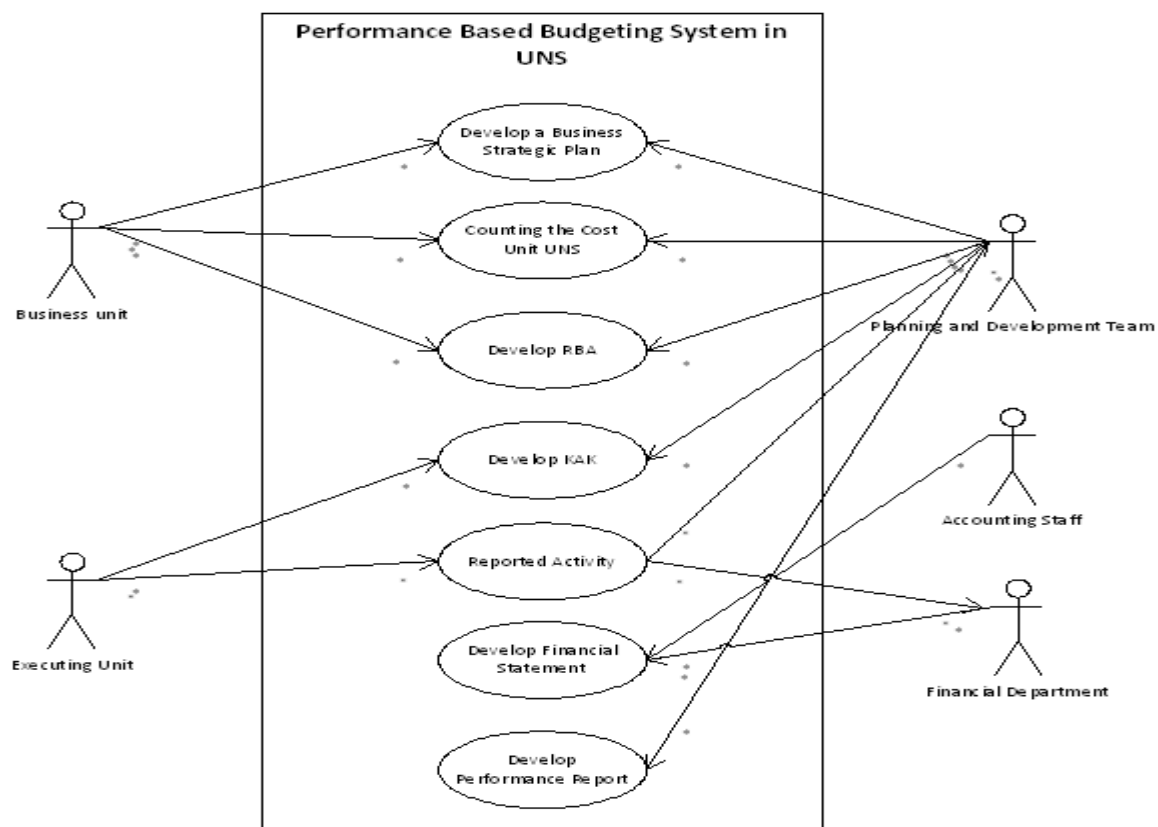 Performance Based Budgeting System in
UNS
Develop a Business
Strategic Plan
Counting the Cost
Unit UNS
Business unit
Planning and Development Team
Develop RBA
Develop KAK
Accounting Staff
Reported Activity
Executing Unit
Develop Financial
Statement
Financial Department
Develop
Performance Report